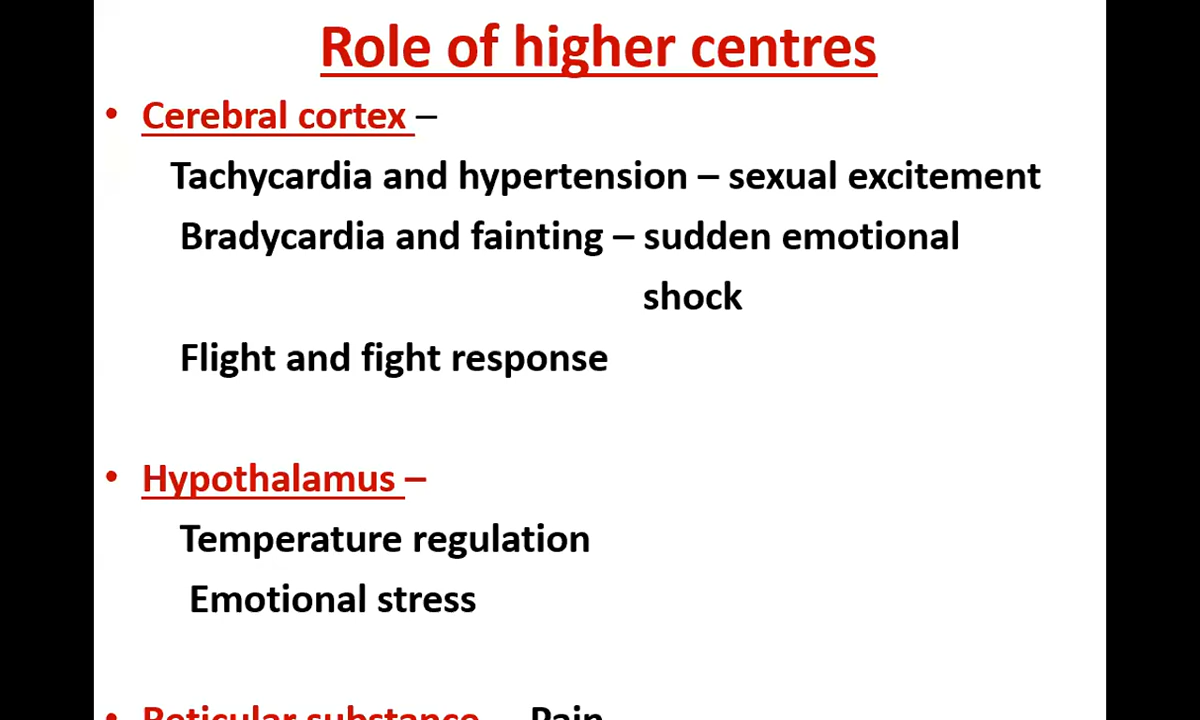 Role of higher centres
• Cerebral cortex –
Tachycardia and hypertension – sexual excitement
Bradycardia and fainting – sudden emotional
shock
Flight and fight response
• Hypothalamus –
Temperature regulation
Emotional stress
• Reticular substance – Pain